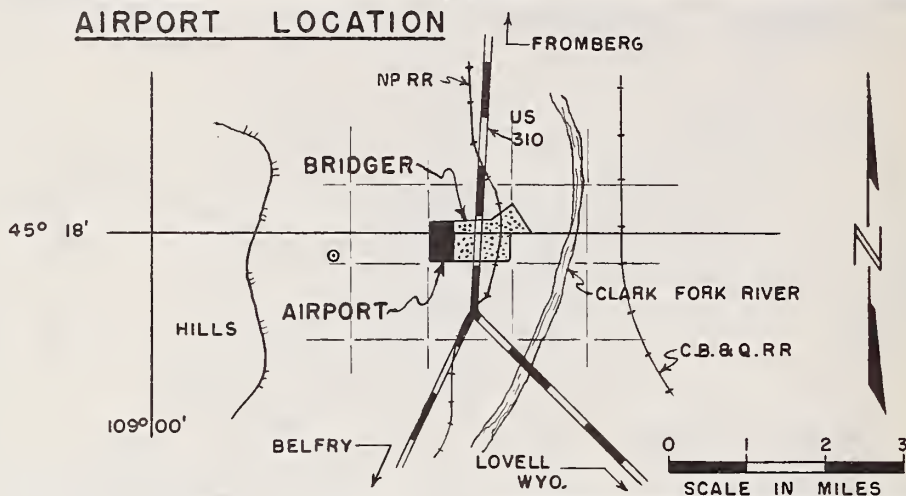 AIRPORT LOCATION
FROMBERG
NP RR
US
310
BRIDGER
45° 18'
AIRPORT
CLARK FORK RIVER
HILLS
C.B.&Q.RR
109°00'
BELFRY
LOVELL
WYO.
N
0 1 2 3
SCALE IN MILES